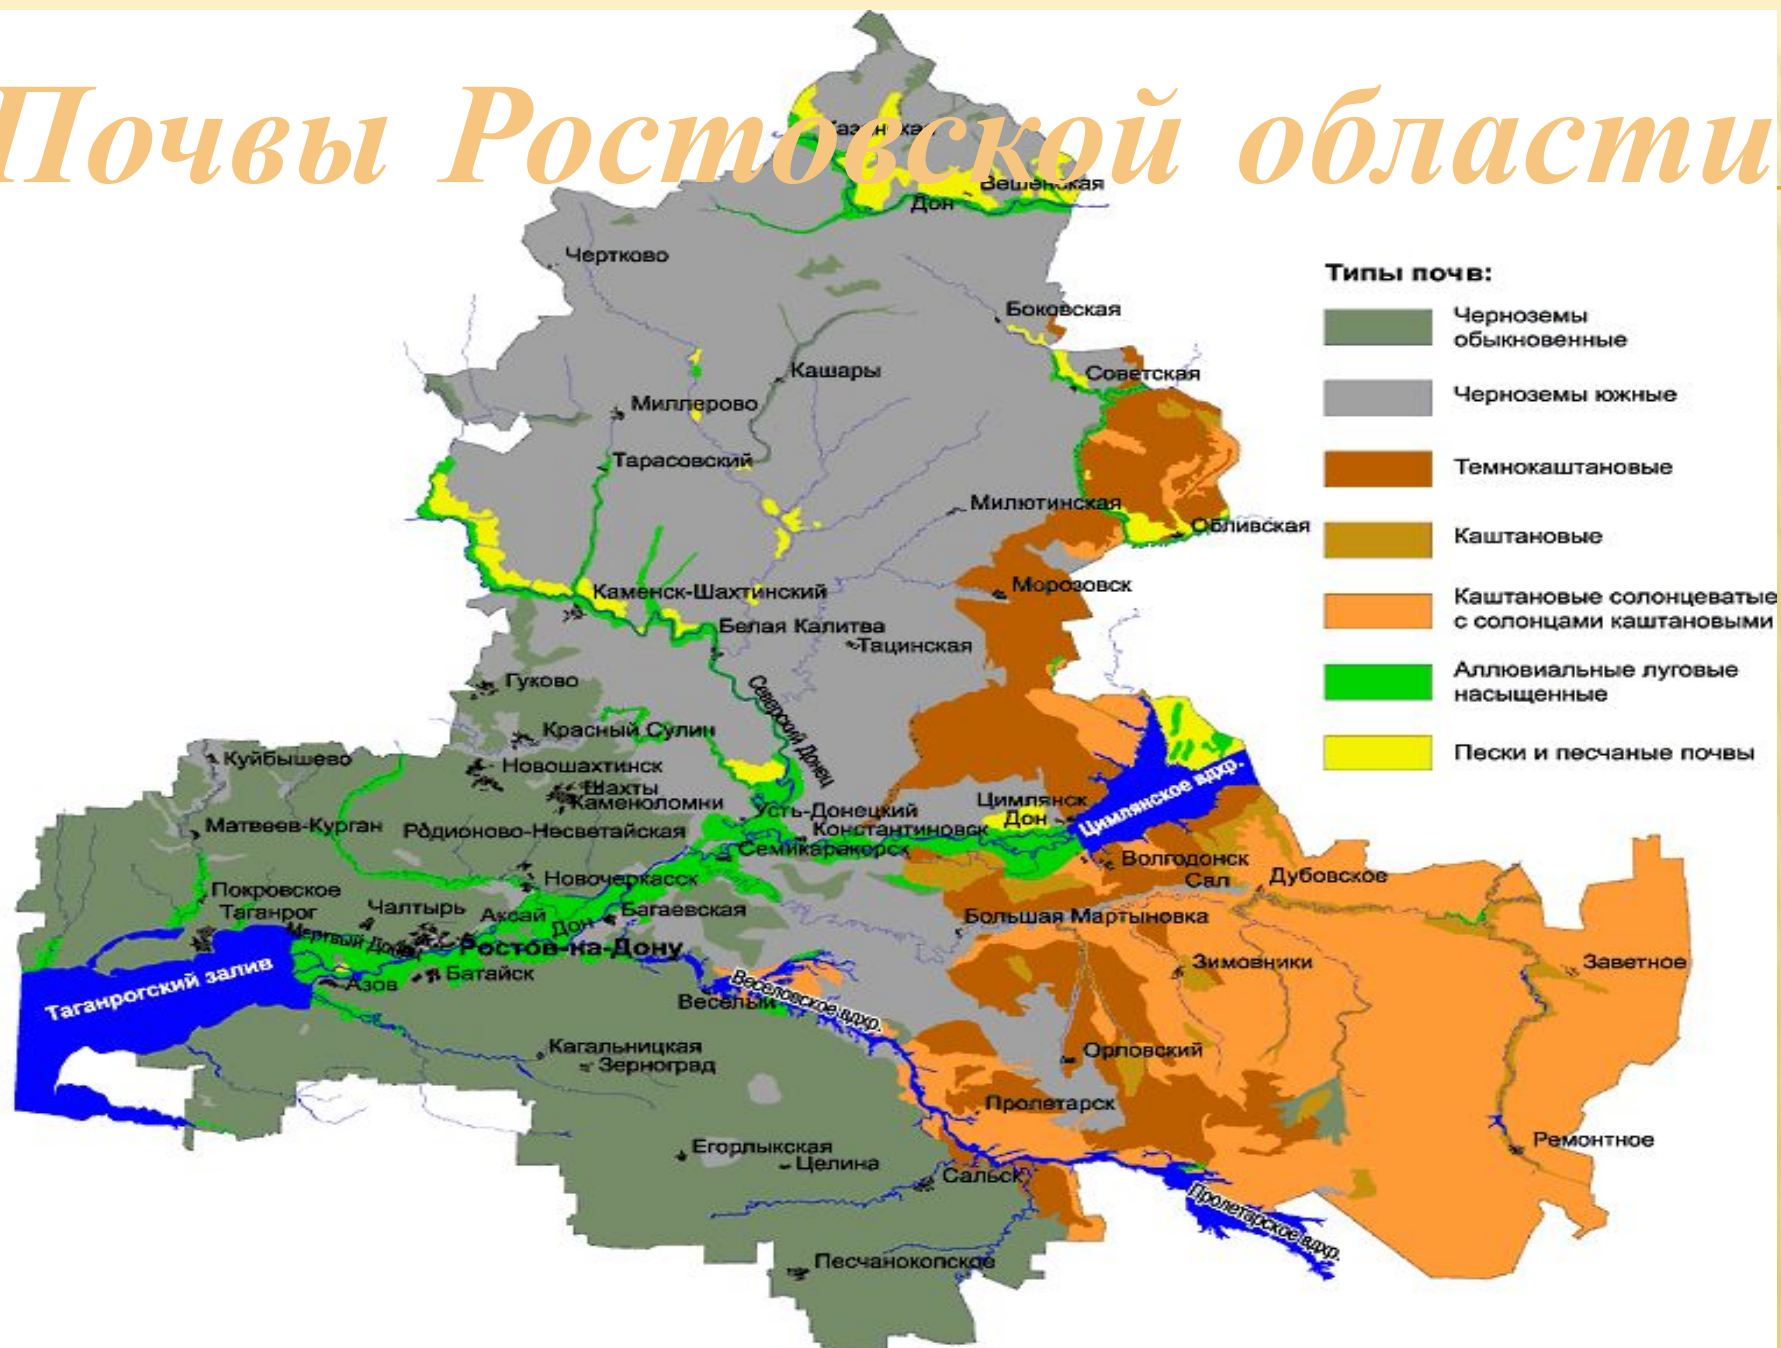 Почвы Ростовской области
Казанская
Вешенская
Дон
Чертково
Типы почв:
Боковская
Черноземы
обыкновенные
Кашары
Советская
Миллерово
Черноземы южные
Тарасовский
Темнокаштановые
Милютинская
Обливская
Каштановые
Морозовск
Каменск-Шахтинский
Каштановые солонцеватые
с солонцами каштановыми
Белая Калитва
Тацинская
Гуково
Аллювиальные луговые
насыщенные
Северский Донец
Красный Сулин
Куйбышево
Новошахтинск
Пески и песчаные почвы
Шахты
Каменоломни
Цимлянское вдхр.
Цимлянск
Усть-Донецкий
Дон
Матвеев-Курган
Родионово-Несветайская
Константиновск
Семикаракорск
Волгодонск
Сал
Дубовское
Новочеркасск
Покровское
Таганрог
Чалтырь
Аксай
Багаевская
Большая Мартыновка
Дон
Мертвый Донец
Ростов-на-Дону
Зимовники
Заветное
Таганрогский залив
Батайск
Азов
Веселый
Веселовское вдхр.
Кагальницкая
Зерноград
Орловский
Пролетарск
Егорлыкская
Целина
Ремонтное
Сальск
Пролетарское вдхр.
Песчанокопское